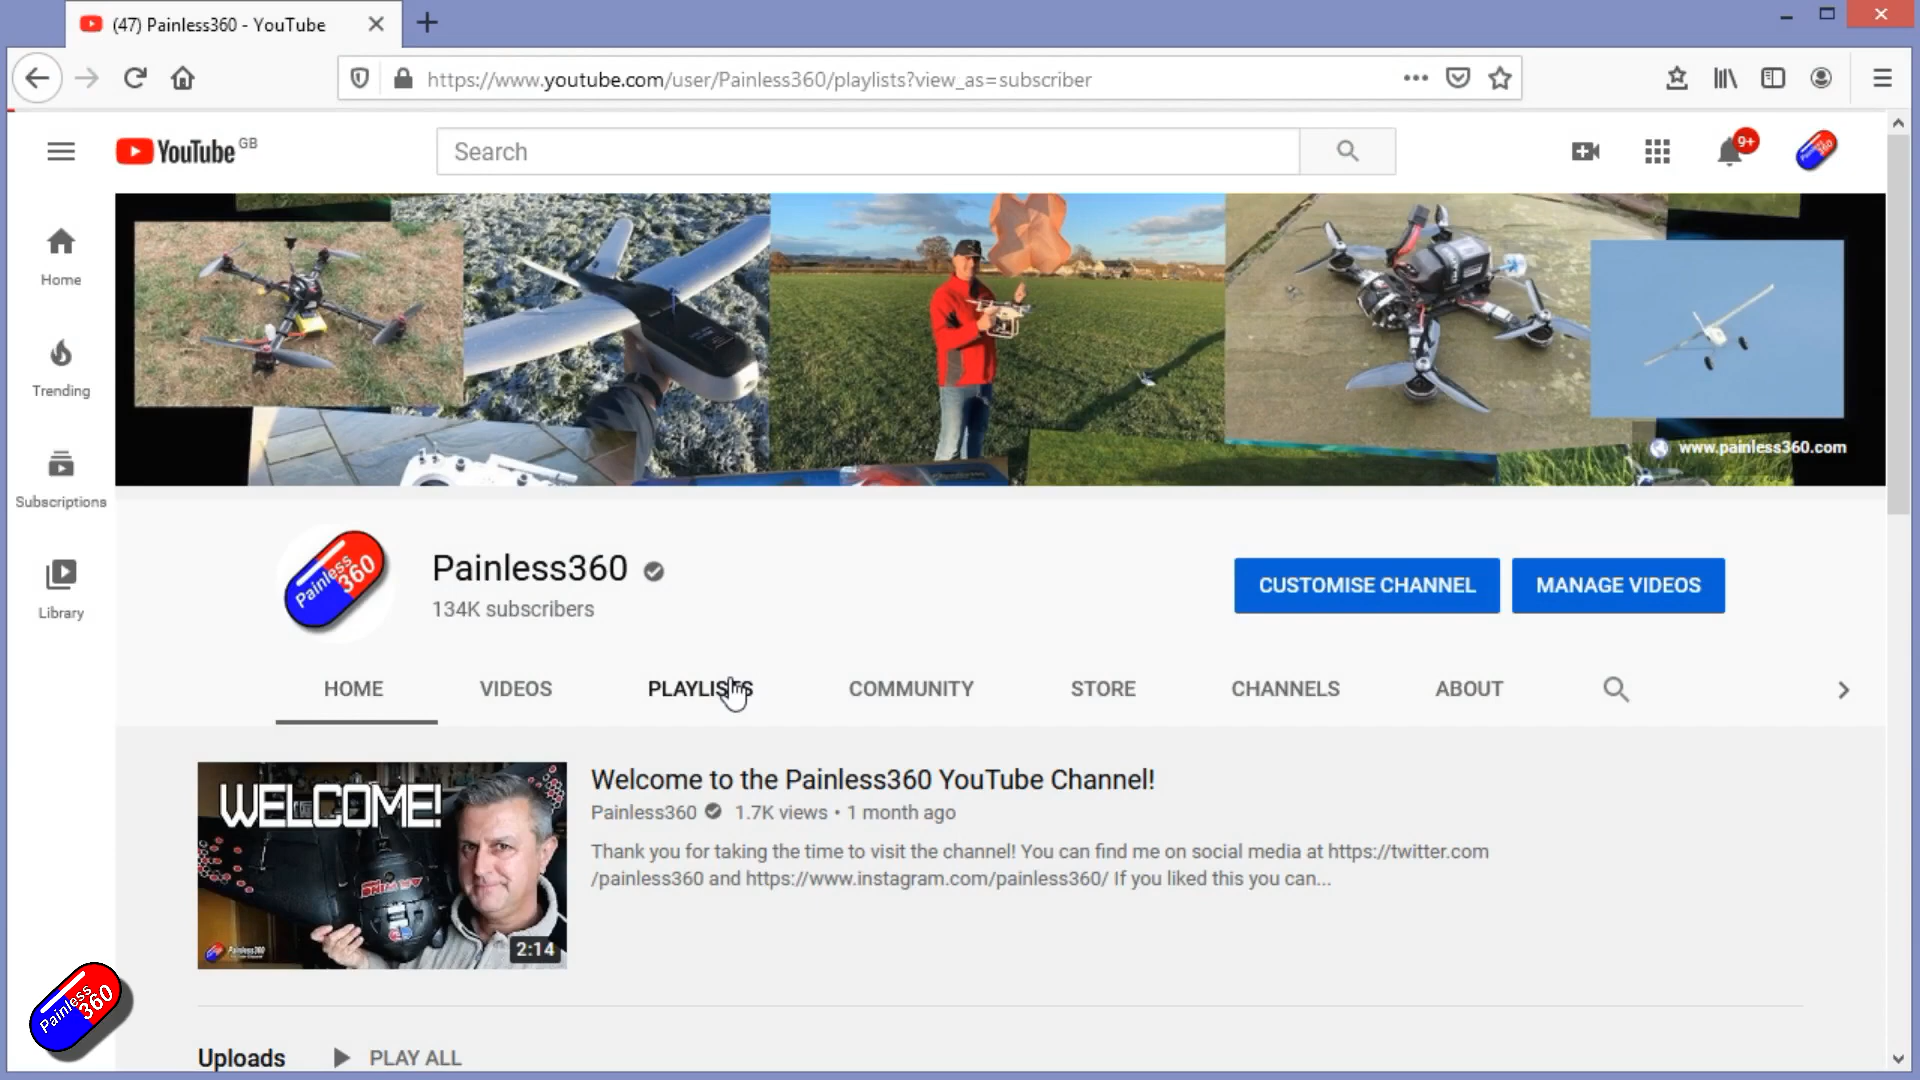 (47) Painless360 - YouTube
https://www.youtube.com/user/Painless360/playlists?view_as=subscriber
YouTube GB
Search
9+
Home
Trending
Subscriptions
Library
www.painless360.com
Painless360
Painless360
134K subscribers
CUSTOMISE CHANNEL
MANAGE VIDEOS
HOME
VIDEOS
PLAYLISTS
COMMUNITY
STORE
CHANNELS
ABOUT
WELCOME!
2:14
Welcome to the Painless360 YouTube Channel!
Painless360 1.7K views • 1 month ago
Thank you for taking the time to visit the channel! You can find me on social media at https://twitter.com
/painless360 and https://www.instagram.com/painless360/ If you liked this you can...
Painless360
Uploads
PLAY ALL